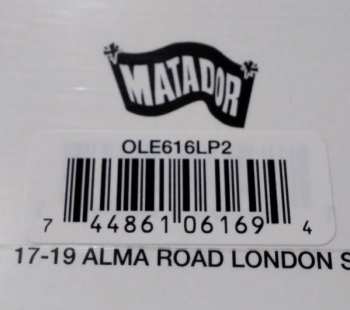 MATADOR
OLE616LP2
7 44861 06169 4
17-19 ALMA ROAD LONDON S